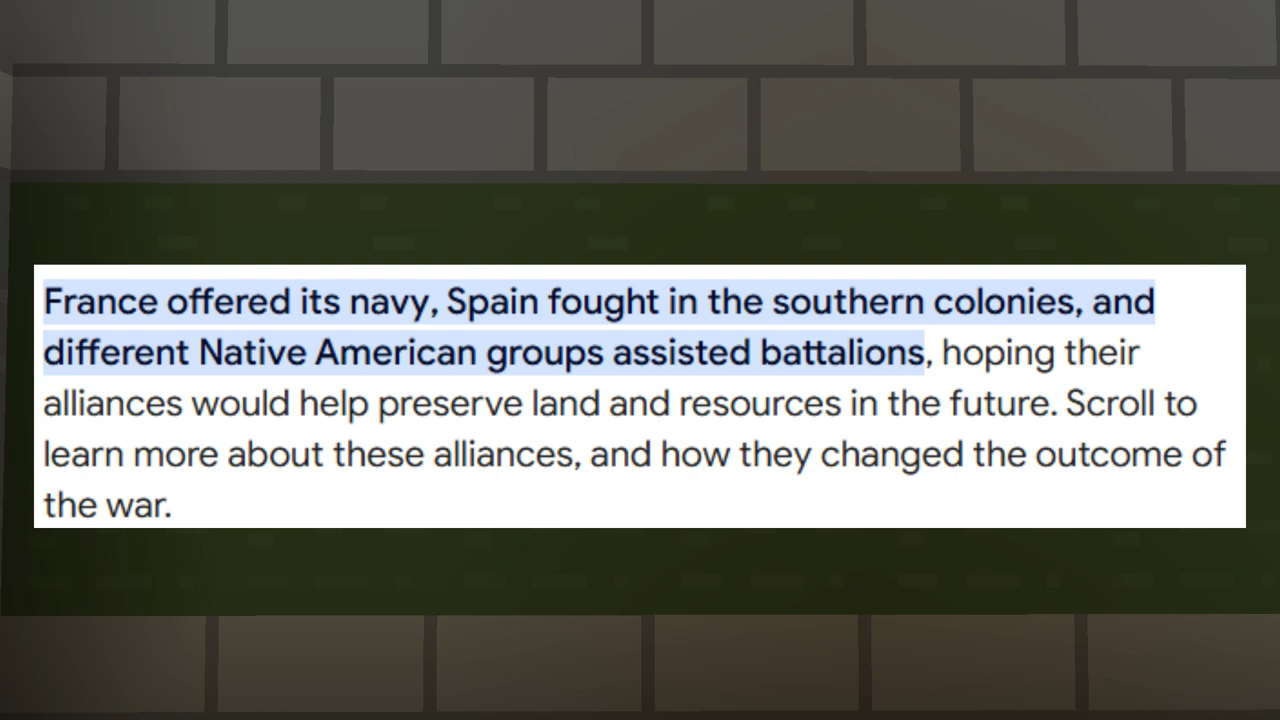 France offered its navy, Spain fought in the southern colonies, and
different Native American groups assisted battalions, hoping their
alliances would help preserve land and resources in the future. Scroll to
learn more about these alliances, and how they changed the outcome of
the war.